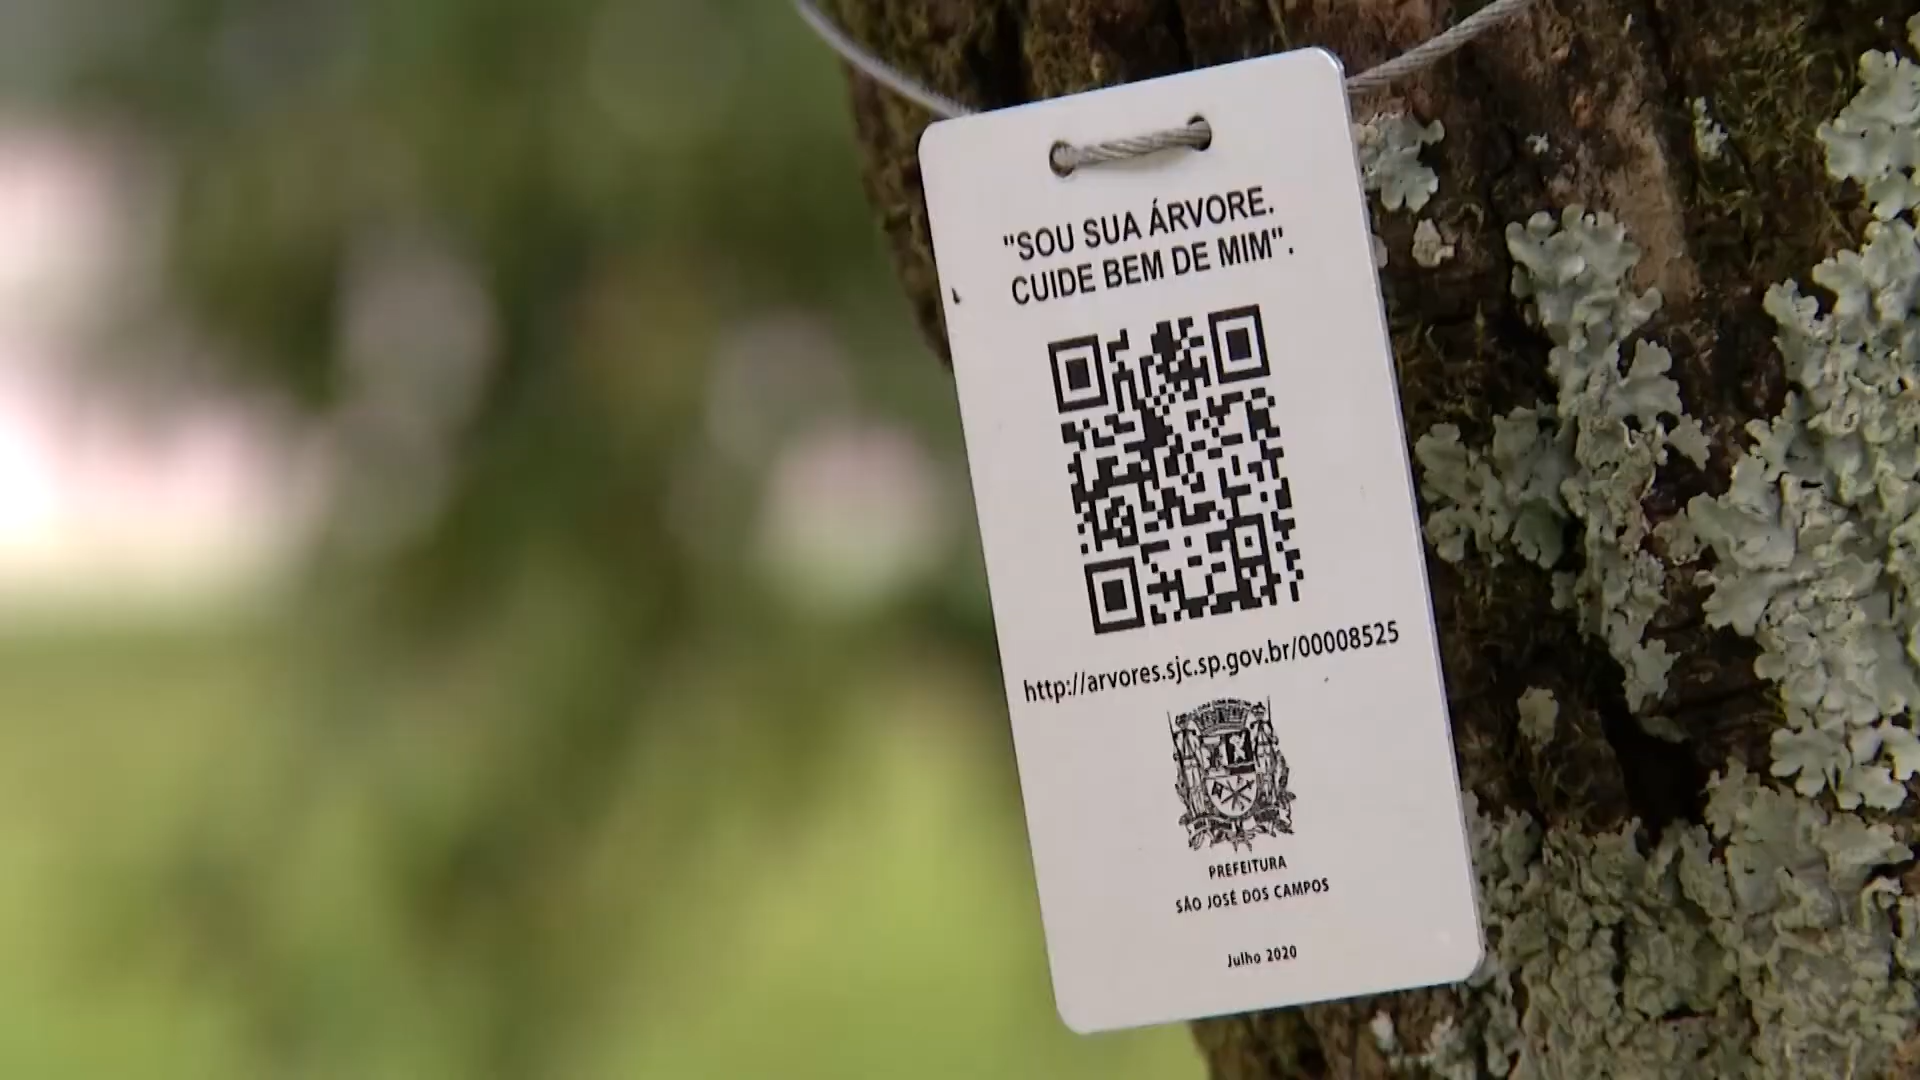 "SOU SUA ÁRVORE.
CUIDE BEM DE MIM".
http://arvores.sjc.sp.gov.br/00008525
PREFEITURA
SÃO JOSÉ DOS CAMPOS
Julho 2020